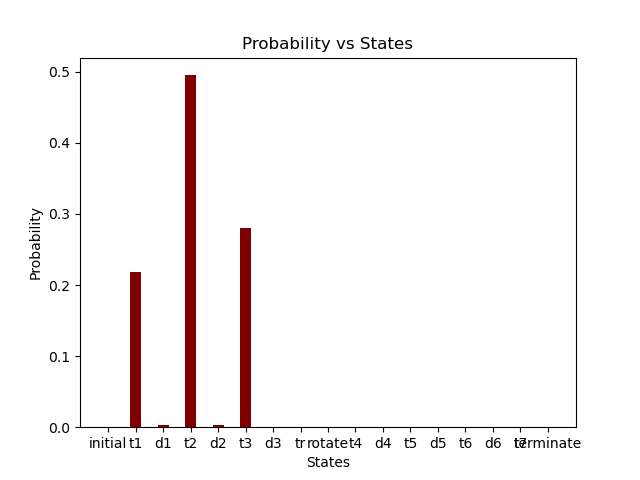 Probability vs States
Probability
0.5
0.4
0.3
0.2
0.1
0.0
initial t1 d1 t2 d2 t3 d3 tr rotate t4 d4 t5 d5 t6 d6 t7 terminate
States